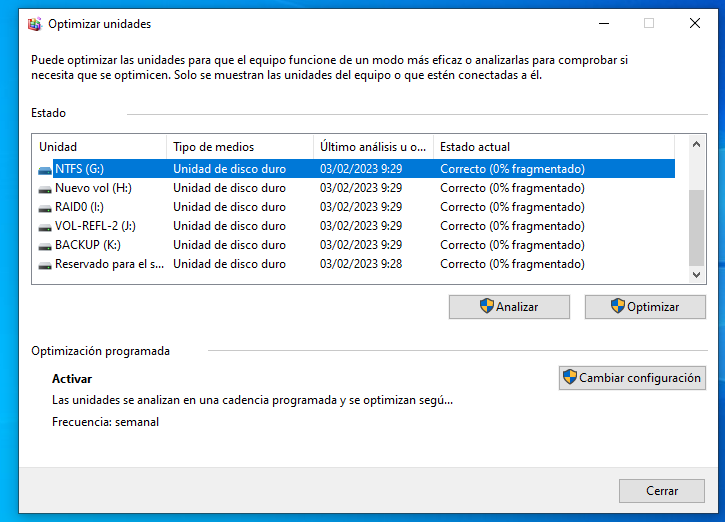 Optimizar unidades
Puede optimizar las unidades para que el equipo funcione de un modo más eficaz o analizarlas para comprobar si
necesita que se optimicen. Solo se muestran las unidades del equipo o que estén conectadas a él.
Estado
Unidad Tipo de medios Último análisis u o... Estado actual
NTFS (G:) Unidad de disco duro 03/02/2023 9:29 Correcto (0% fragmentado)
Nuevo vol (H:) Unidad de disco duro 03/02/2023 9:29 Correcto (0% fragmentado)
RAID0 (I:) Unidad de disco duro 03/02/2023 9:29 Correcto (0% fragmentado)
VOL-REFL-2 (J:) Unidad de disco duro 03/02/2023 9:29 Correcto (0% fragmentado)
BACKUP (K:) Unidad de disco duro 03/02/2023 9:29 Correcto (0% fragmentado)
Reservado para el s... Unidad de disco duro 03/02/2023 9:28 Correcto (0% fragmentado)
Analizar Optimizar
Optimización programada
Activar
Cambiar configuración
Las unidades se analizan en una cadencia programada y se optimizan segú...
Frecuencia: semanal
Cerrar